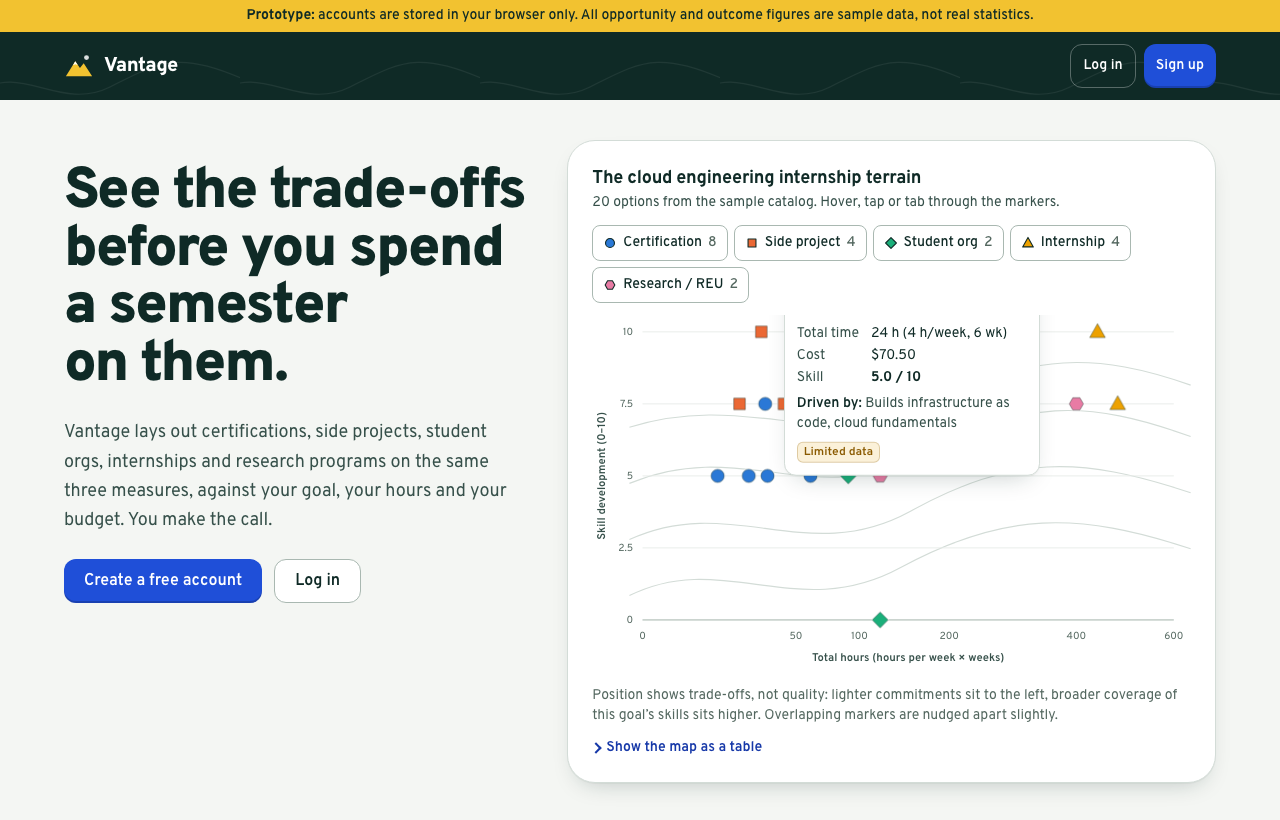 Prototype: accounts are stored in your browser only. All opportunity and outcome figures are sample data, not real statistics.
Vantage
Log in
Sign up
See the trade-offs
before you spend
a semester
on them.
Vantage lays out certifications, side projects, student
orgs, internships and research programs on the same
three measures, against your goal, your hours and your
budget. You make the call.
Create a free account
Log in
The cloud engineering internship terrain
20 options from the sample catalog. Hover, tap or tab through the markers.
Certification 8
Side project 4
Student org 2
Internship 4
Research / REU 2
Skill development (0–10)
10
7.5
5
2.5
0
Total time 24 h (4 h/week, 6 wk)
Cost $70.50
Skill 5.0 / 10
Driven by: Builds infrastructure as
code, cloud fundamentals
Limited data
0 50 100 200 400 600
Total hours (hours per week × weeks)
Position shows trade-offs, not quality: lighter commitments sit to the left, broader coverage of
this goal’s skills sits higher. Overlapping markers are nudged apart slightly.
Show the map as a table